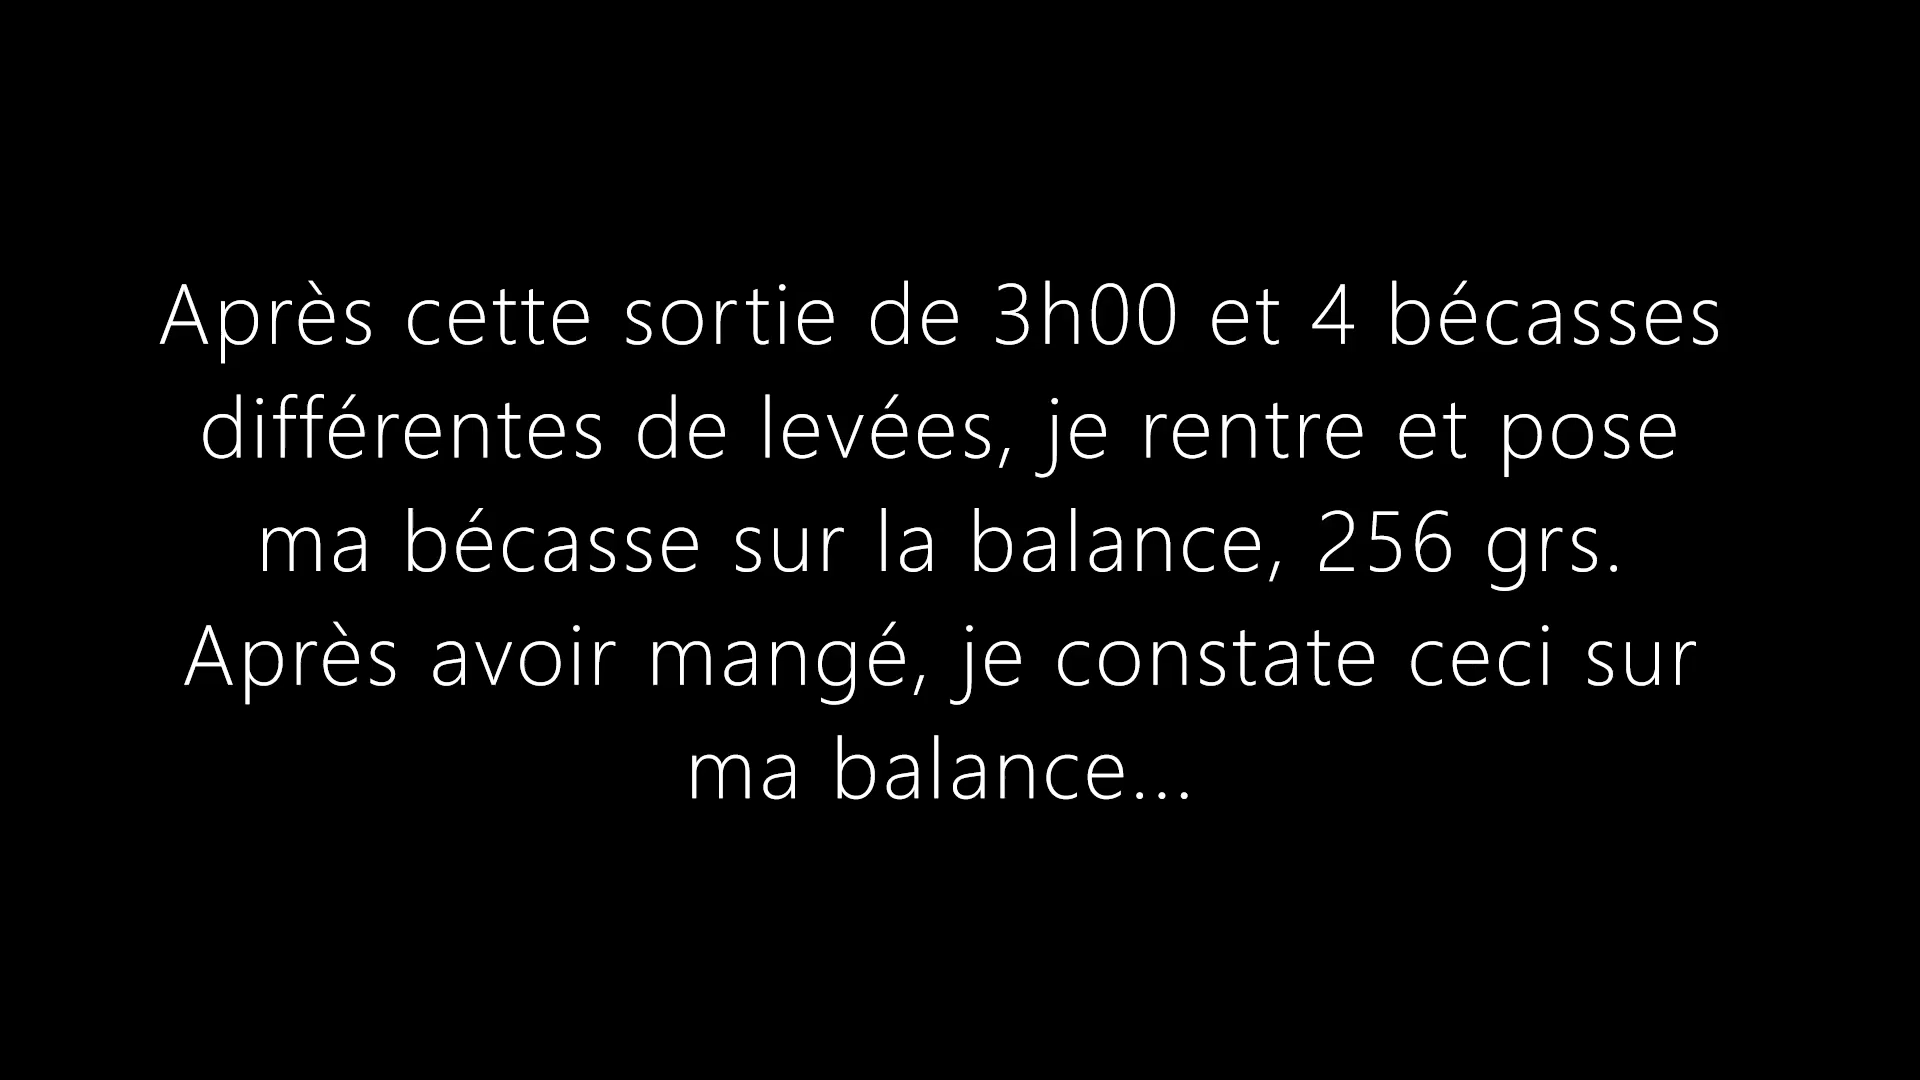 Après cette sortie de 3h00 et 4 bécasses
différentes de levées, je rentre et pose
ma bécasse sur la balance, 256 grs.
Après avoir mangé, je constate ceci sur
ma balance...